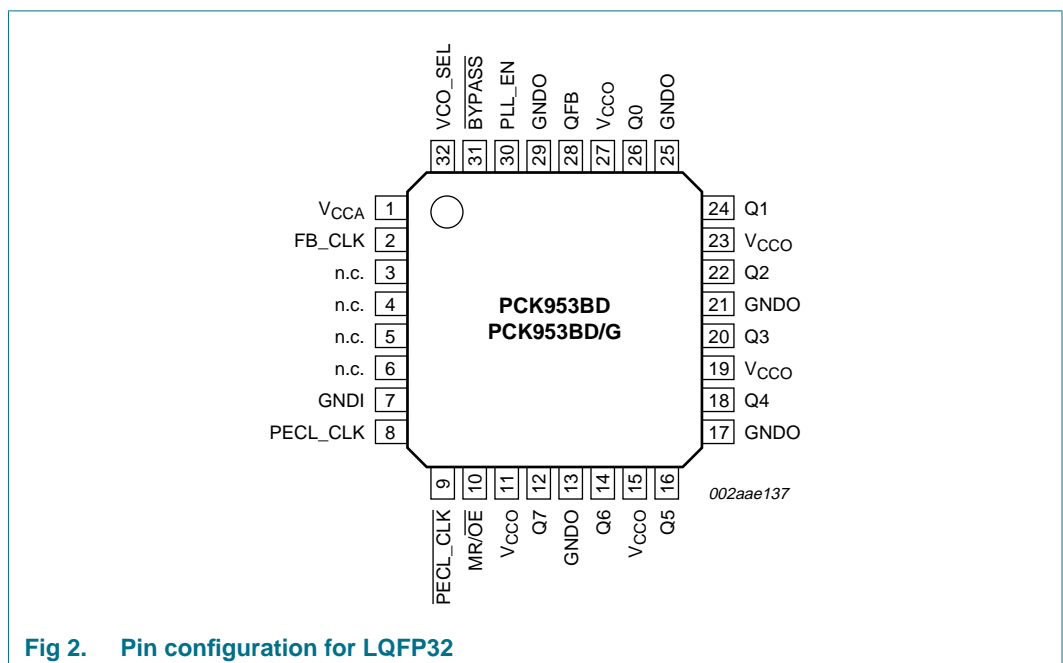 VCO_SEL
BYPASS
PLL_EN
GNDO
QFB
VCCO
Q0
GNDO
32
31
30
29
28
27
26
25
VCCA 1
FB_CLK 2
n.c. 3
n.c. 4
n.c. 5
n.c. 6
GNDI 7
PECL_CLK 8
PCK953BD
PCK953BD/G
24 Q1
23 VCCO
22 Q2
21 GNDO
20 Q3
19 VCCO
18 Q4
17 GNDO
9
10
11
12
13
14
15
16
PECL_CLK
MR/OE
VCCO
Q7
GNDO
Q6
VCCO
Q5
002aae137
Fig 2. Pin configuration for LQFP32